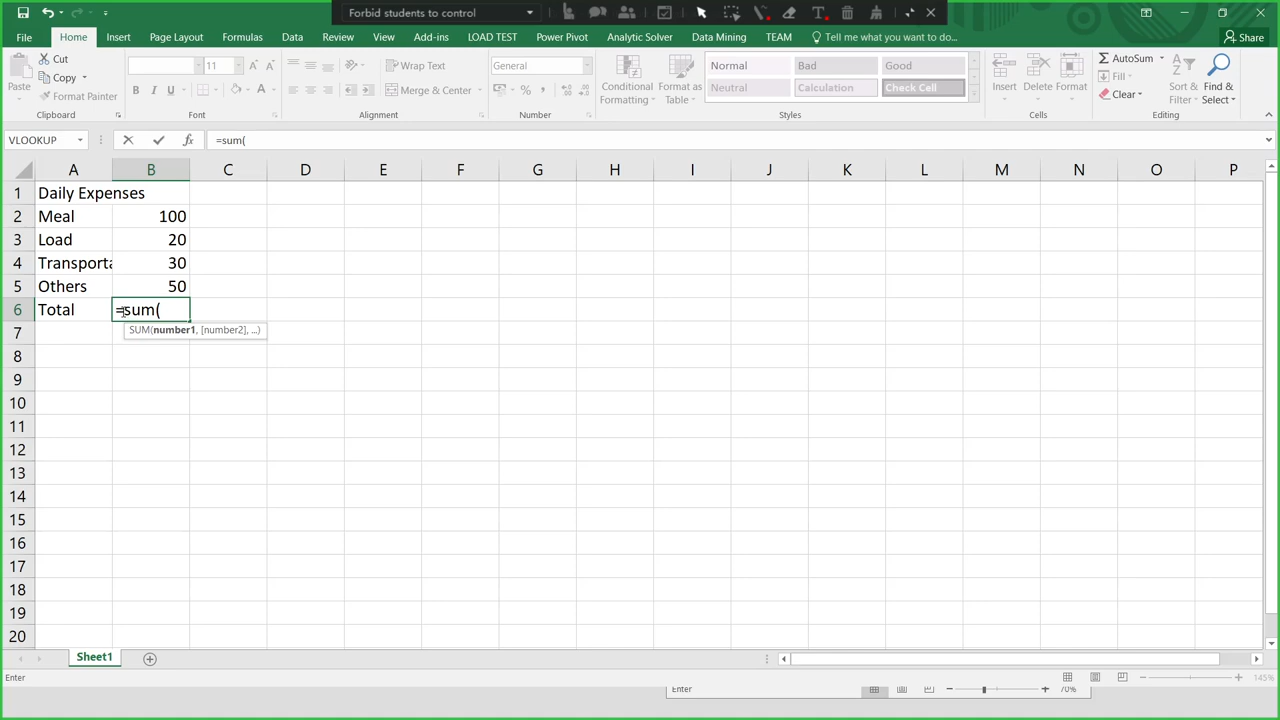 Forbid students to control
File Home Insert Page Layout Formulas Data Review View Add-ins LOAD TEST Power Pivot Analytic Solver Data Mining TEAM Tell me what you want to do... Share
Paste
Cut
Copy
Format Painter
Clipboard
11 A A
B I U A
Font
Wrap Text
Merge & Center
Alignment
General
% ,
Number
Conditional Formatting
Format as Table
Normal Bad Good
Neutral Calculation Check Cell
Styles
Insert Delete Format
Cells
AutoSum
Fill
Clear
Sort & Filter
Find & Select
Editing
VLOOKUP fx =sum(
A B C D E F G H I J K L M N O P
1 Daily Expenses
2 Meal 100
3 Load 20
4 Transporta 30
5 Others 50
6 Total =sum(
SUM(number1, [number2], ...)
7
8
9
10
11
12
13
14
15
16
17
18
19
20
Sheet1
Enter 145%
Enter 70%